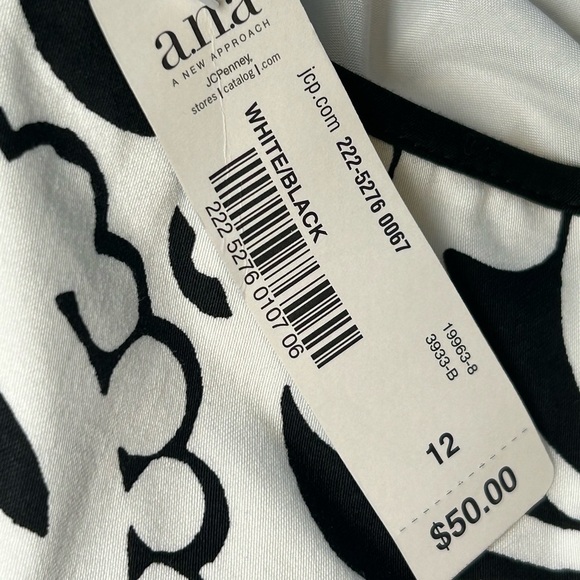 a.n.a
A NEW APPROACH
JCPenney,
stores | catalog | .com
jcp.com 222-5276 0067
WHITE/BLACK
222 5276 0107 06
19963-8
3933-B
12
$50.00